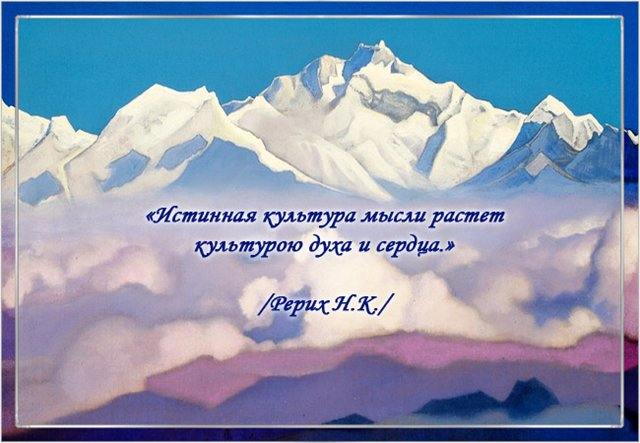 «Истинная культура мысли растет
культурою духа и сердца.»
/Рерих Н.К./